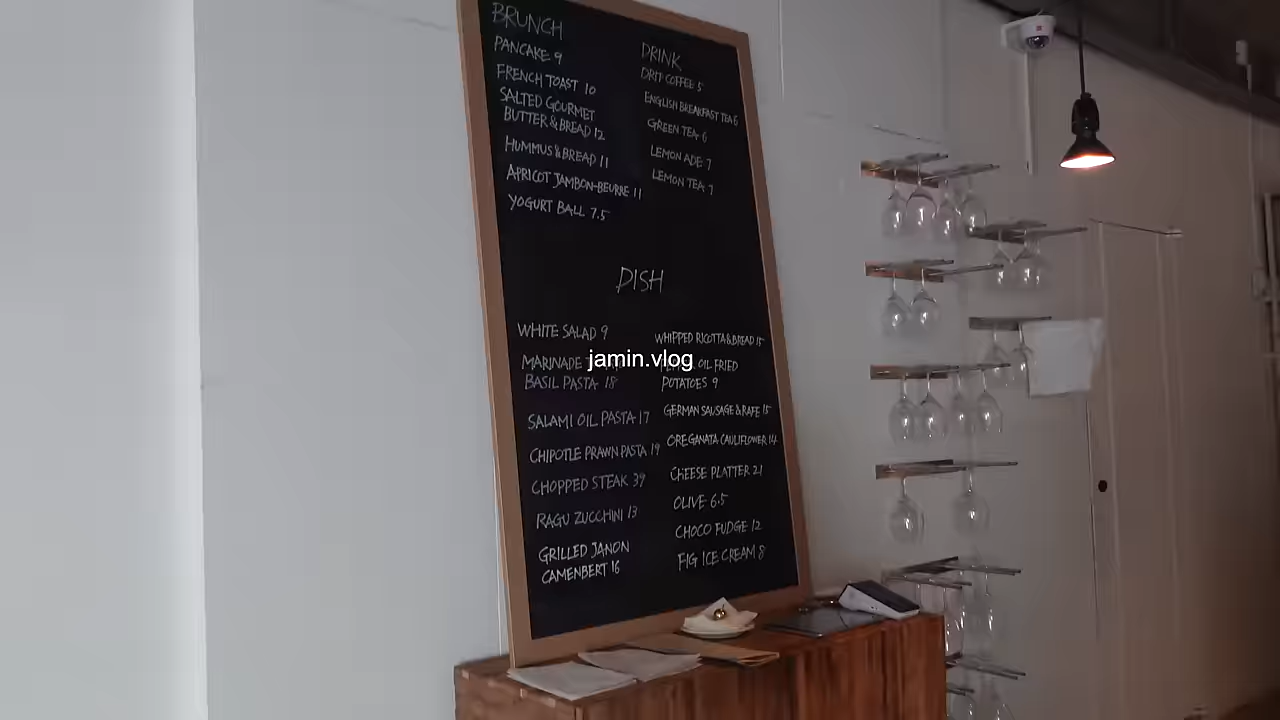 BRUNCH
PANCAKE 9
FRENCH TOAST 10
SALTED GOURMET
BUTTER & BREAD 12
HUMMUS & BREAD 11
APRICOT JAMBON-BEURRE 11
YOGURT BALL 7.5
DRINK
DRIT COFFEE 5
ENGLISH BREAKFAST TEA 6
GREEN TEA 6
LEMON ADE 7
LEMON TEA 7
DISH
WHITE SALAD 9
MARINADE
BASIL PASTA 18
SALAMI OIL PASTA 17
CHIPOTLE PRAWN PASTA 19
CHOPPED STEAK 39
RAGU ZUCCHINI 13
GRILLED JANON
CAMENBERT 16
WHIPPED RICOTTA & BREAD 15
OIL FRIED
POTATOES 9
GERMAN SAUSAGE & RAFE 15
OREGANATA CAULIFLOWER 14
CHEESE PLATTER 21
OLIVE 6.5
CHOCO FUDGE 12
FIG ICE CREAM 8
jamin.vlog